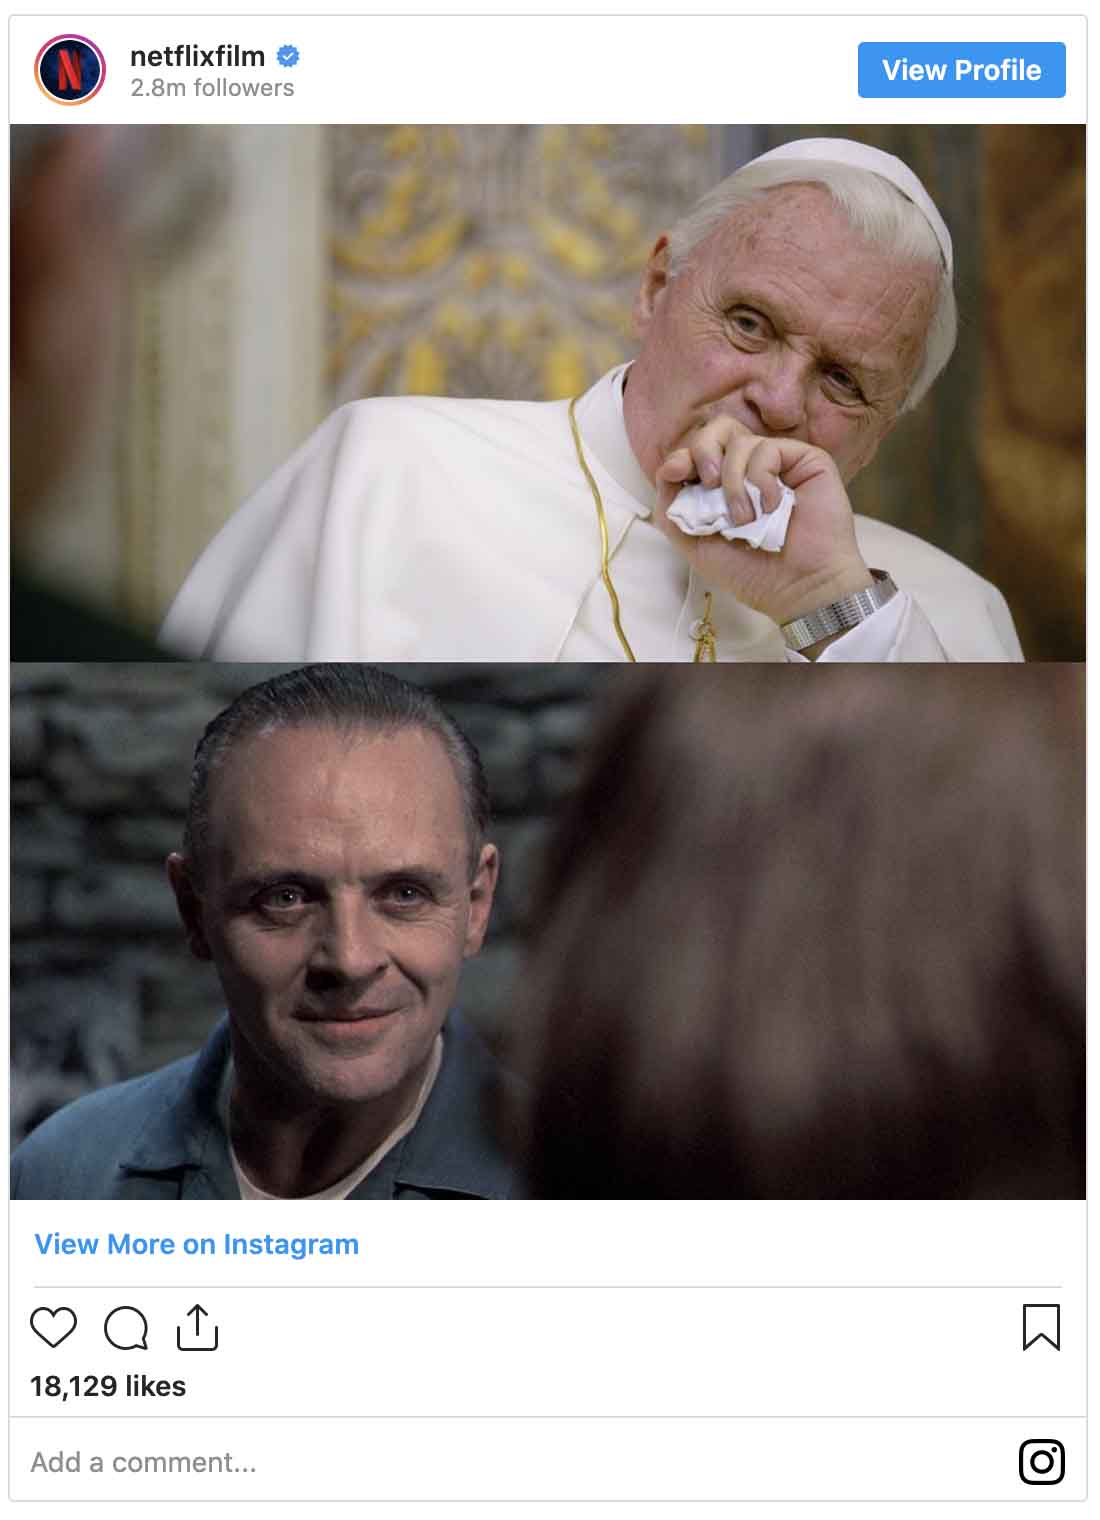 netflixfilm
2.8m followers
View Profile
View More on Instagram
18,129 likes
Add a comment...